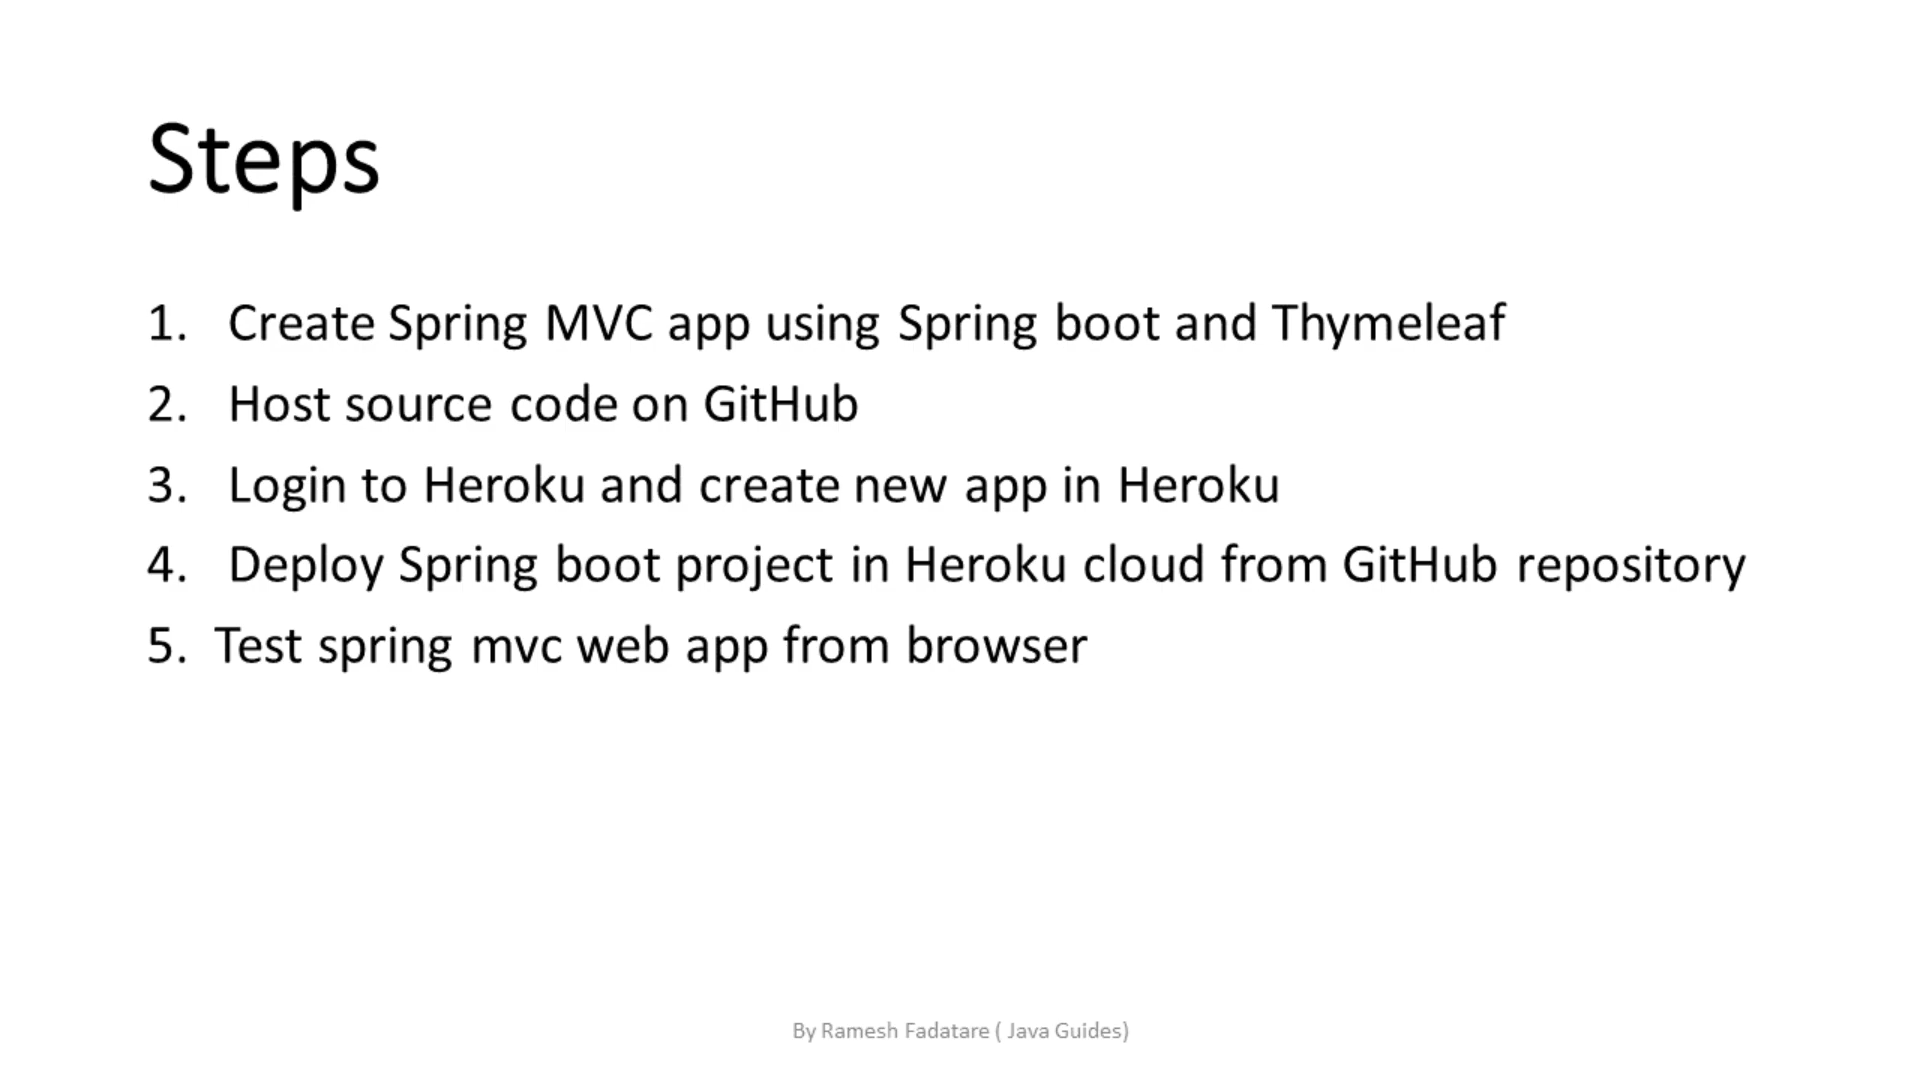 Steps
1. Create Spring MVC app using Spring boot and Thymeleaf
2. Host source code on GitHub
3. Login to Heroku and create new app in Heroku
4. Deploy Spring boot project in Heroku cloud from GitHub repository
5. Test spring mvc web app from browser
By Ramesh Fadatare ( Java Guides)